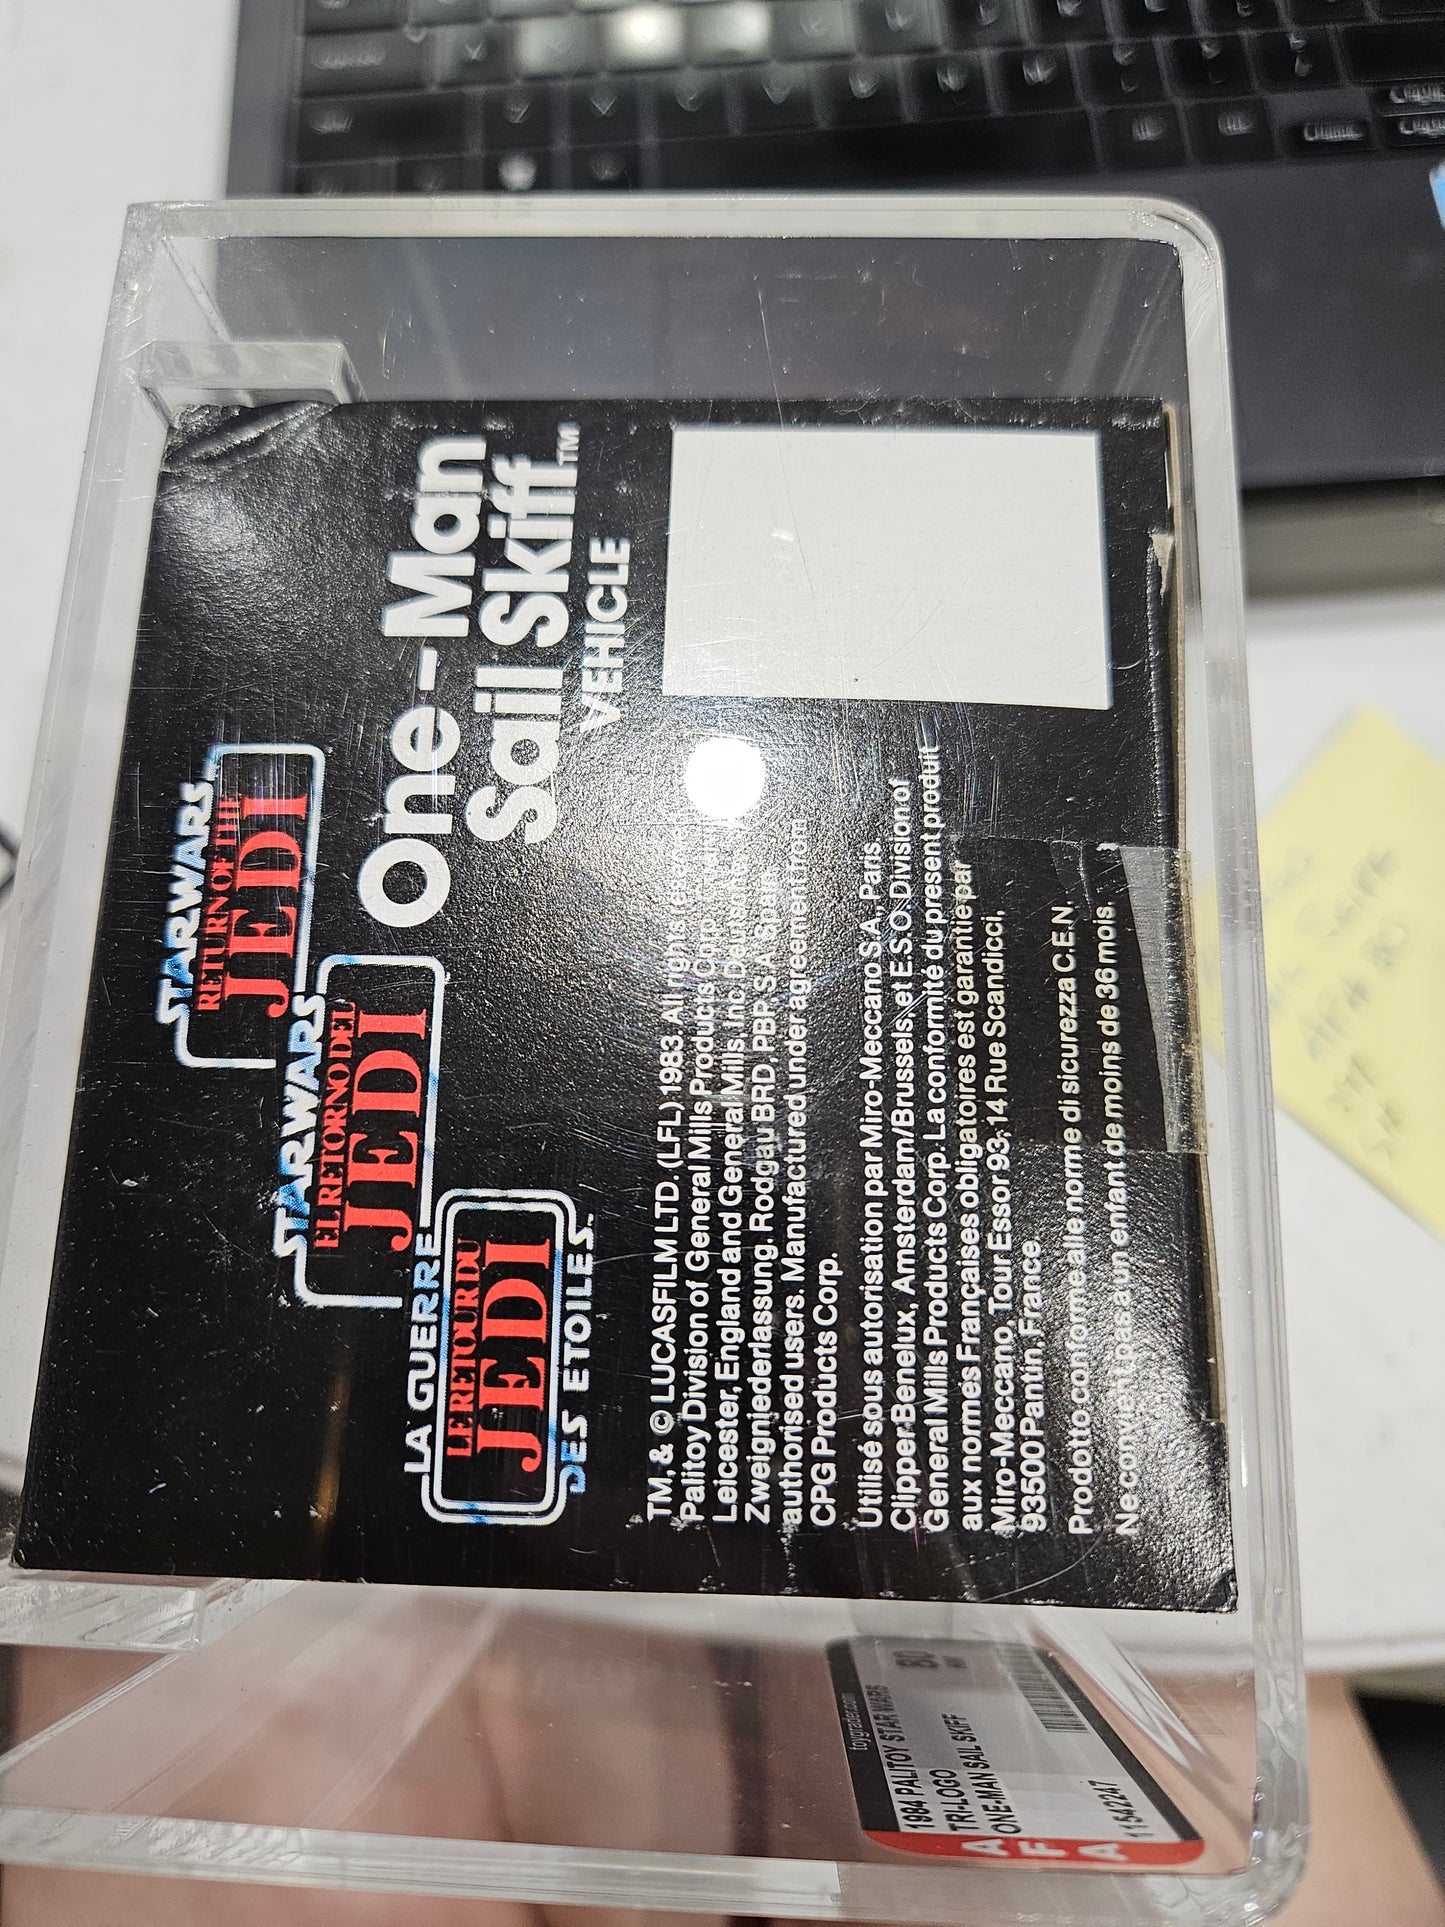 STAR WARS
RETURN OF THE
JEDI
STAR WARS
EL RETORNO DEL
JEDI
LA GUERRE
LE RETOUR DU
JEDI
DES ETOILES™
One-Man
Sail Skiff™
VEHICLE
TM, & © LUCASFILM LTD. (LFL) 1983. All rights
Palitoy Division of General Mills Products Corp.
Leicester, England and General Mills, Inc.
Zweigniederlassung. Rodgau BRD, PBP S.A. Spain
authorised users. Manufactured under agreement from
CPG Products Corp.
Utilisé sous autorisation par Miro-Meccano S.A., Paris,
Clipper Benelux, Amsterdam/Brussels, et E.S.O. Division of
General Mills Products Corp. La conformité du present produit
aux normes Françaises obligatoires est garantie par
Miro-Meccano, Tour Essor 93, 14 Rue Scandicci,
93500 Pantin, France.
Prodotto conforme alle norme di sicurezza C.E.N.
Ne convient pas a un enfant de moins de 36 mois.
toygrader.com
1984 PALITOY STAR WARS
TRI-LOGO
ONE-MAN SAIL SKIFF
80
11542247
AFA